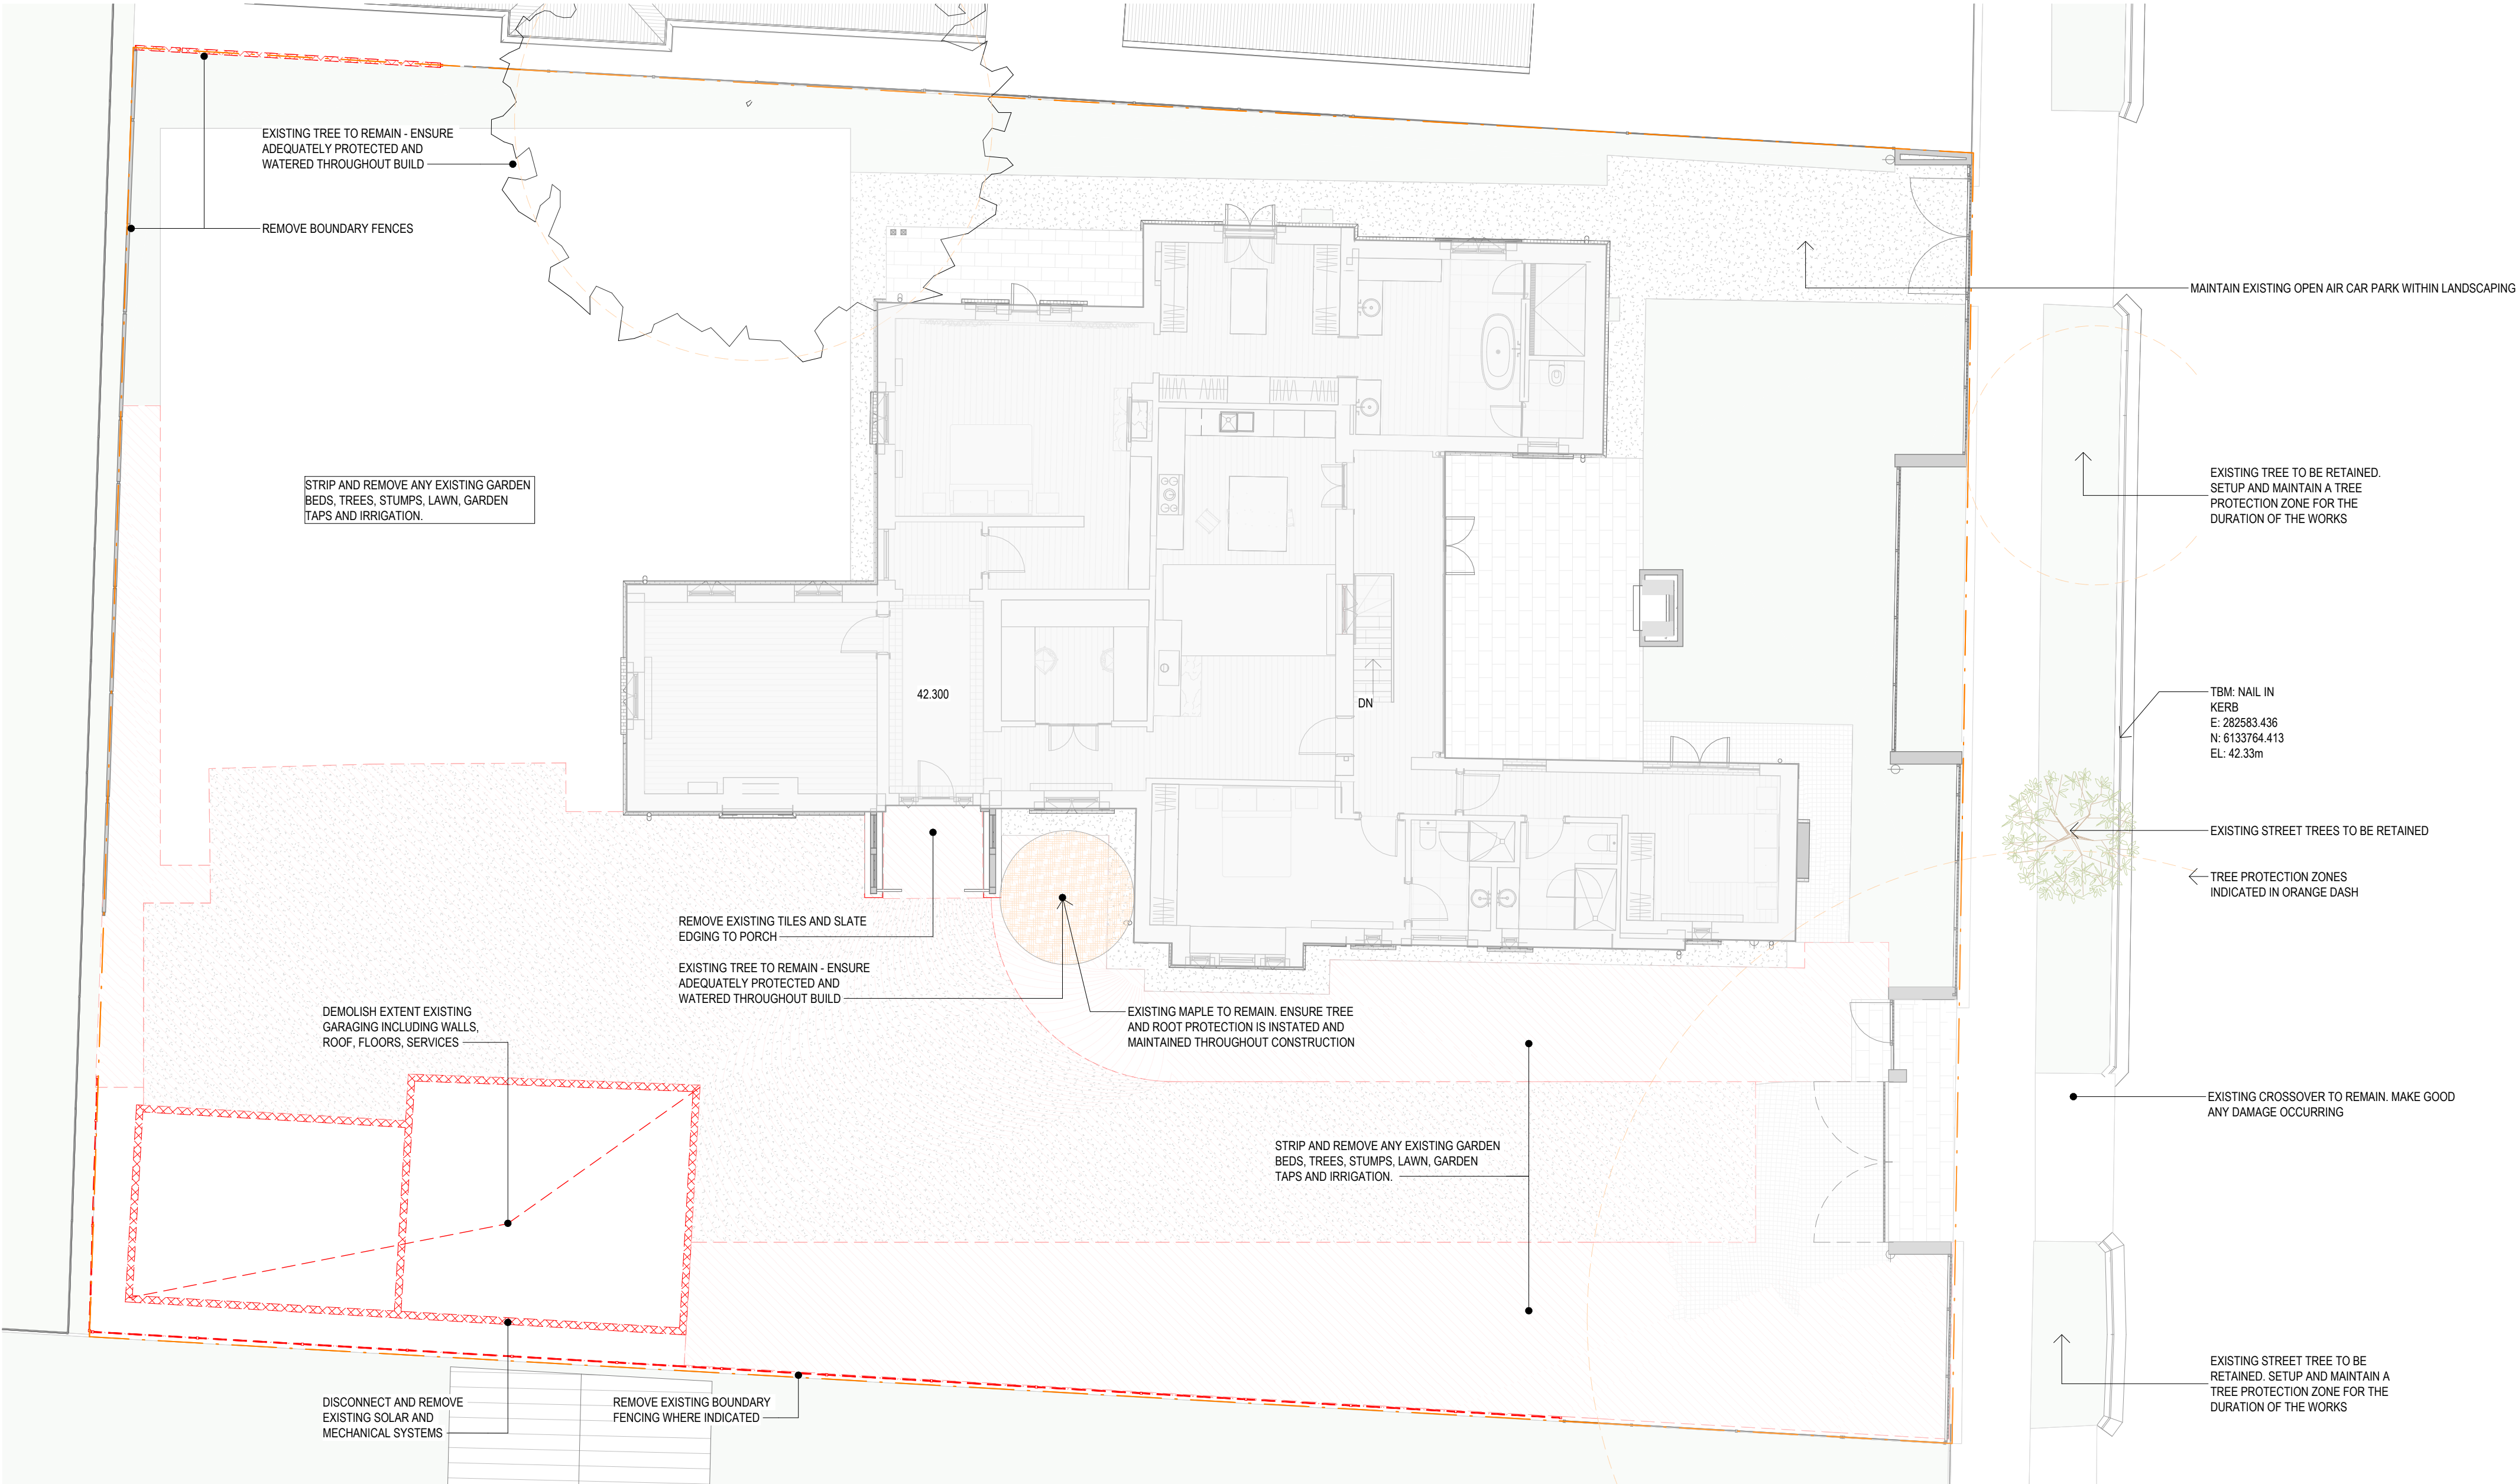 EXISTING TREE TO REMAIN - ENSURE
ADEQUATELY PROTECTED AND
WATERED THROUGHOUT BUILD
REMOVE BOUNDARY FENCES
MAINTAIN EXISTING OPEN AIR CAR PARK WITHIN LANDSCAPING
STRIP AND REMOVE ANY EXISTING GARDEN
BEDS, TREES, STUMPS, LAWN, GARDEN
TAPS AND IRRIGATION.
EXISTING TREE TO BE RETAINED.
SETUP AND MAINTAIN A TREE
PROTECTION ZONE FOR THE
DURATION OF THE WORKS
42.300
DN
TBM: NAIL IN
KERB
E: 282583.436
N: 6133764.413
EL: 42.33m
EXISTING STREET TREES TO BE RETAINED
TREE PROTECTION ZONES
INDICATED IN ORANGE DASH
REMOVE EXISTING TILES AND SLATE
EDGING TO PORCH
EXISTING TREE TO REMAIN - ENSURE
ADEQUATELY PROTECTED AND
WATERED THROUGHOUT BUILD
DEMOLISH EXTENT EXISTING
GARAGING INCLUDING WALLS,
ROOF, FLOORS, SERVICES
EXISTING MAPLE TO REMAIN. ENSURE TREE
AND ROOT PROTECTION IS INSTATED AND
MAINTAINED THROUGHOUT CONSTRUCTION
EXISTING CROSSOVER TO REMAIN. MAKE GOOD
ANY DAMAGE OCCURRING
STRIP AND REMOVE ANY EXISTING GARDEN
BEDS, TREES, STUMPS, LAWN, GARDEN
TAPS AND IRRIGATION.
EXISTING STREET TREE TO BE
RETAINED. SETUP AND MAINTAIN A
TREE PROTECTION ZONE FOR THE
DURATION OF THE WORKS
DISCONNECT AND REMOVE
EXISTING SOLAR AND
MECHANICAL SYSTEMS
REMOVE EXISTING BOUNDARY
FENCING WHERE INDICATED